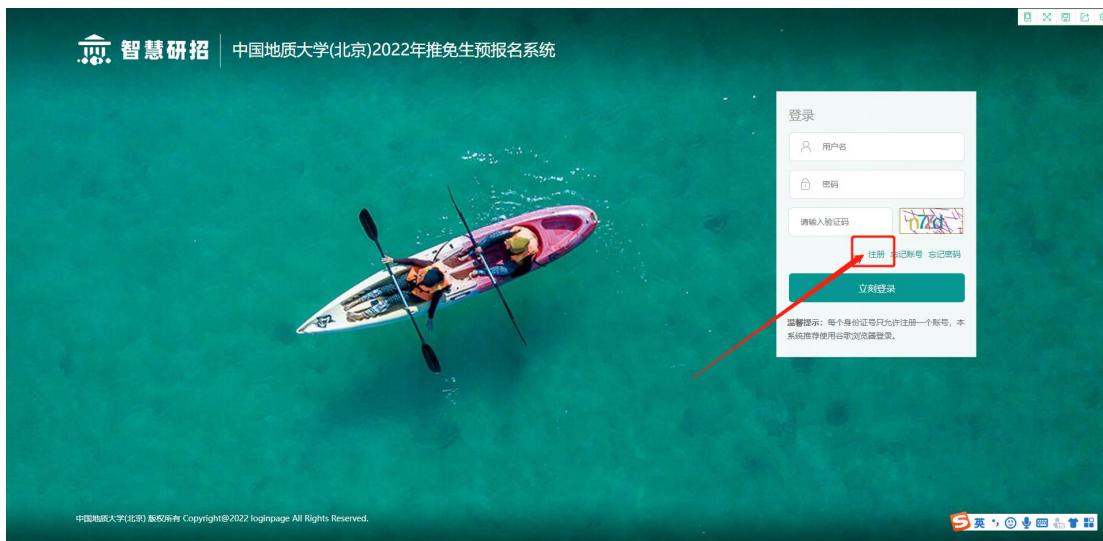 智慧研招
中国地质大学(北京)2022年推免生预报名系统
登录
用户名
密码
请输入验证码
注册 忘记账号 忘记密码
立刻登录
温馨提示：每个身份证号只允许注册一个账号，本
系统推荐使用谷歌浏览器登录。
中国地质大学(北京) 版权所有 Copyright@2022 loginpage All Rights Reserved.
英